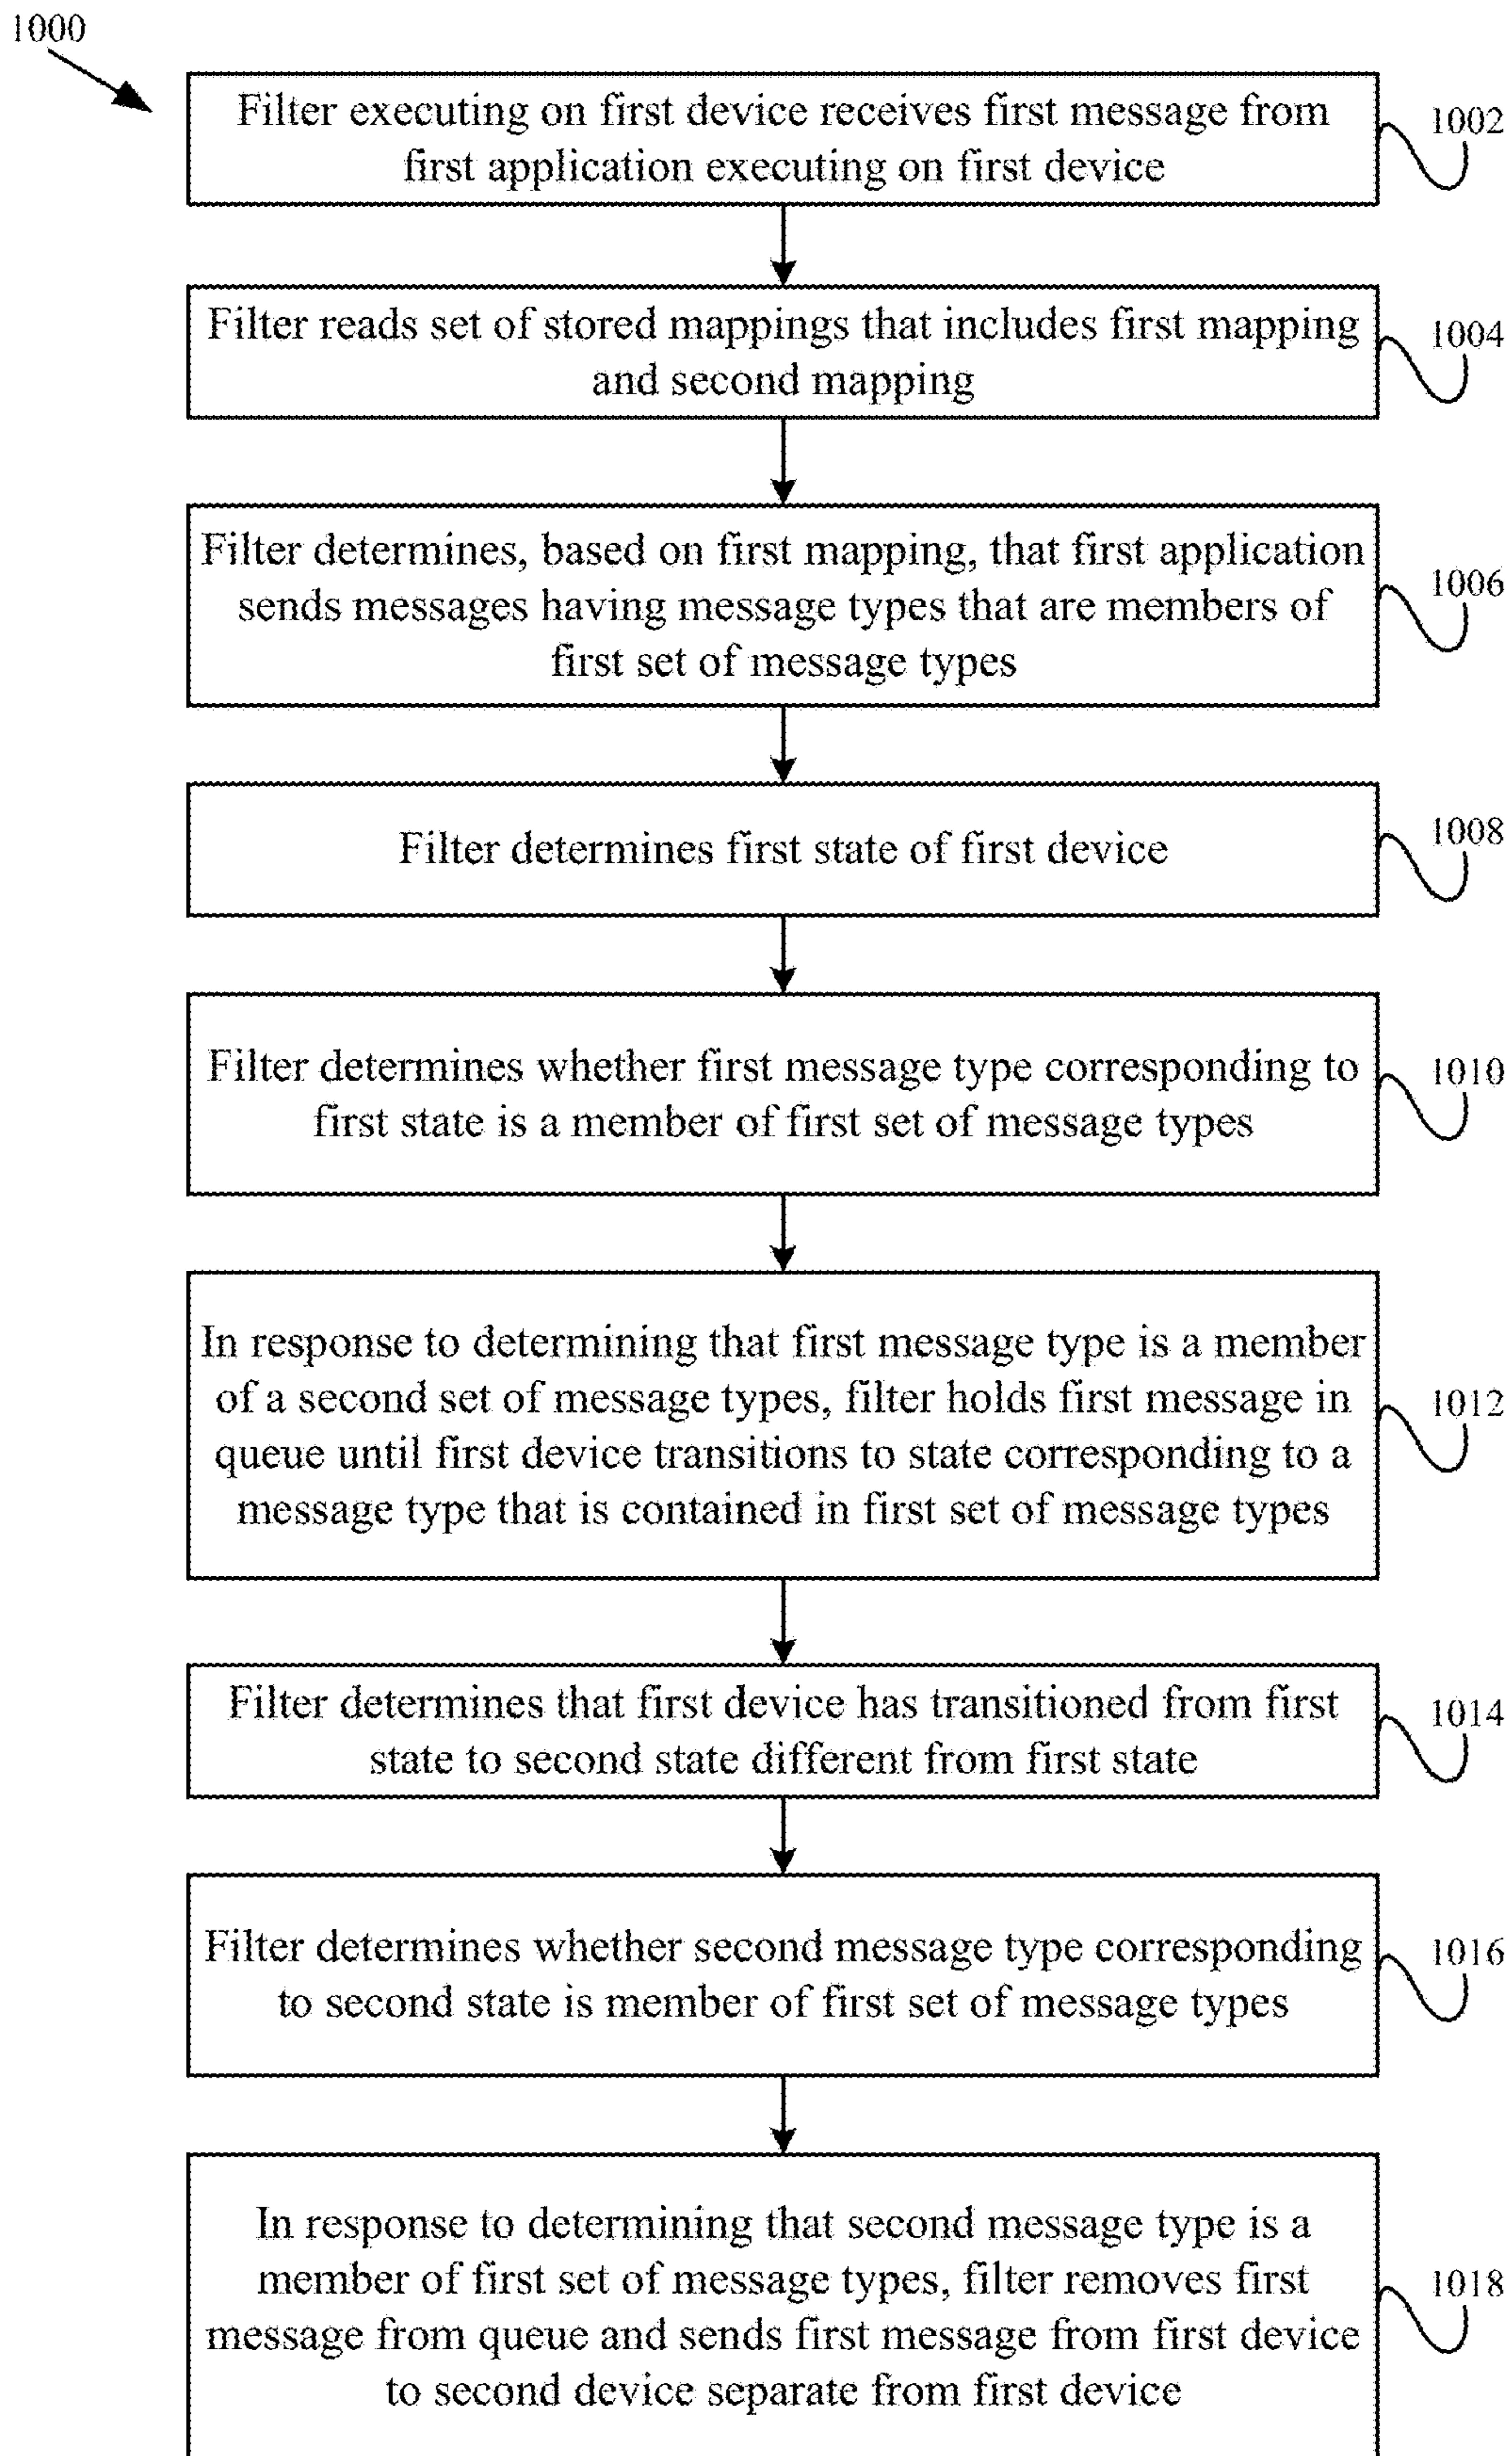 1000
Filter executing on first device receives first message from
first application executing on first device
1002
Filter reads set of stored mappings that includes first mapping
and second mapping
1004
Filter determines, based on first mapping, that first application
sends messages having message types that are members of
first set of message types
1006
Filter determines first state of first device
1008
Filter determines whether first message type corresponding to
first state is a member of first set of message types
1010
In response to determining that first message type is a member
of a second set of message types, filter holds first message in
queue until first device transitions to state corresponding to a
message type that is contained in first set of message types
1012
Filter determines that first device has transitioned from first
state to second state different from first state
1014
Filter determines whether second message type corresponding
to second state is member of first set of message types
1016
In response to determining that second message type is a
member of first set of message types, filter removes first
message from queue and sends first message from first device
to second device separate from first device
1018